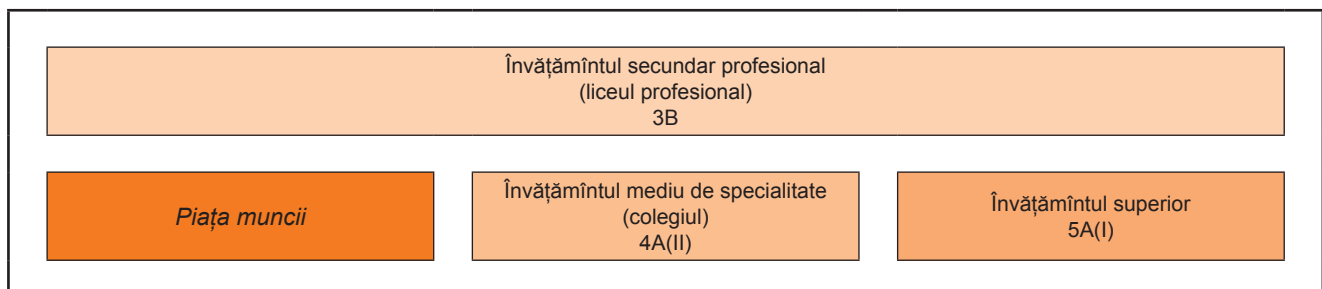 Învățămîntul secundar profesional
(liceul profesional)
3B
Piața muncii
Învățămîntul mediu de specialitate
(colegiul)
4A(II)
Învățămîntul superior
5A(I)